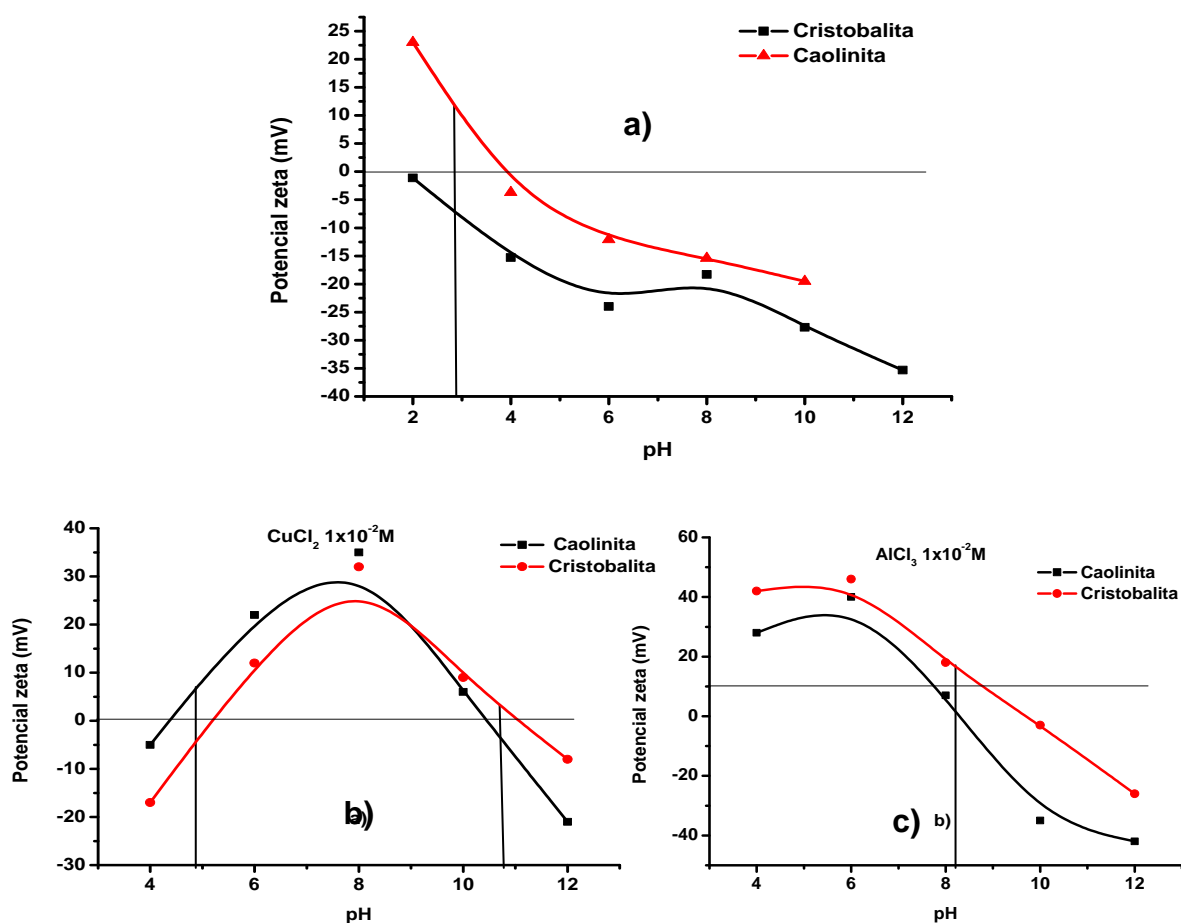 Cristobalita
Caolinita
a)
Potencial zeta (mV)
25
20
15
10
5
0
-5
-10
-15
-20
-25
-30
-35
-40
2 4 6 8 10 12
pH
CuCl2 1x10-2M
Caolinita
Cristobalita
Potencial zeta (mV)
40
30
20
10
0
-10
-20
-30
b)
a)
4 6 8 10 12
pH
AlCl3 1x10-2M
Caolinita
Cristobalita
Potencial zeta (mV)
60
40
20
0
-20
-40
c) b)
4 6 8 10 12
pH